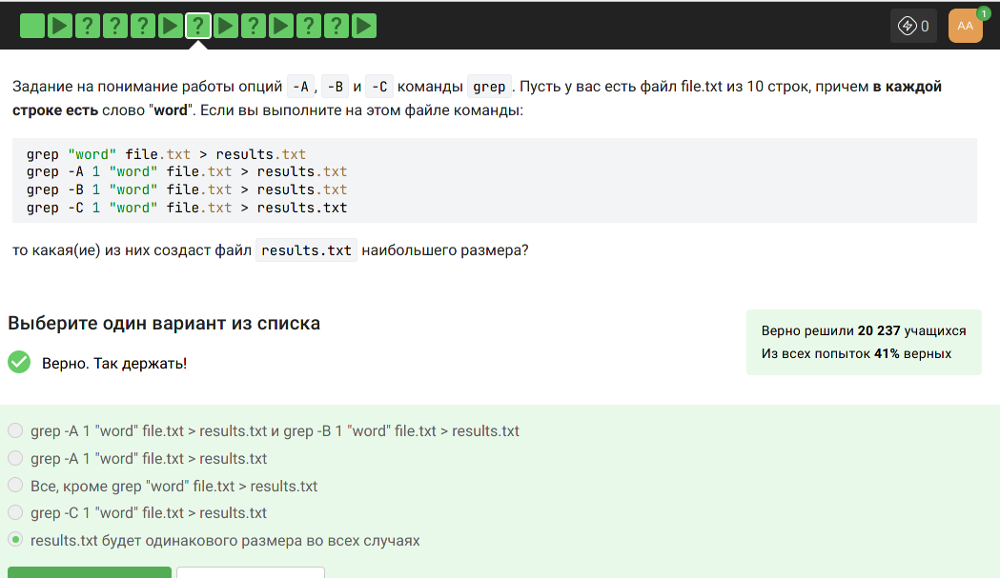 ? ? ? ? ? ? ? 0 AA 1
Задание на понимание работы опций -A, -B и -C команды grep. Пусть у вас есть файл file.txt из 10 строк, причем в каждой
строке есть слово "word". Если вы выполните на этом файле команды:
grep "word" file.txt > results.txt
grep -A 1 "word" file.txt > results.txt
grep -B 1 "word" file.txt > results.txt
grep -C 1 "word" file.txt > results.txt
то какая(ие) из них создаст файл results.txt наибольшего размера?
Выберите один вариант из списка
Верно. Так держать!
Верно решили 20 237 учащихся
Из всех попыток 41% верных
grep -A 1 "word" file.txt > results.txt и grep -B 1 "word" file.txt > results.txt
grep -A 1 "word" file.txt > results.txt
Все, кроме grep "word" file.txt > results.txt
grep -C 1 "word" file.txt > results.txt
results.txt будет одинакового размера во всех случаях